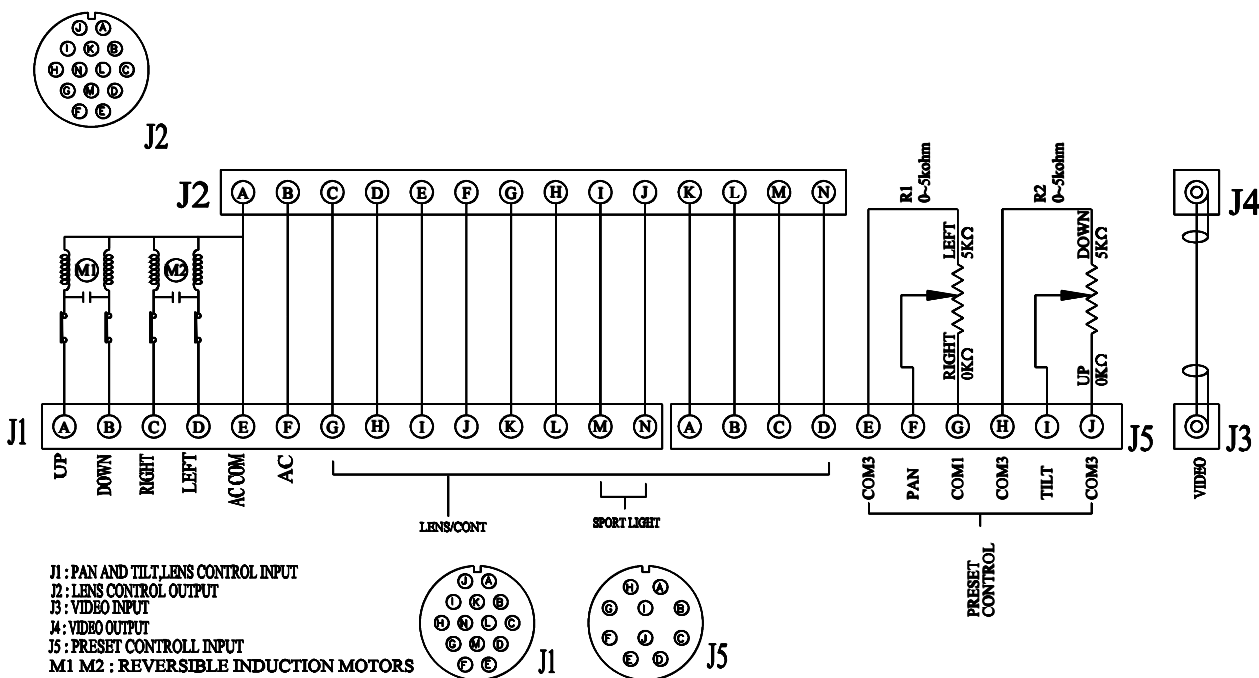 J A
I K B
H N L C
G M D
F E
J2
J2 A B C D E F G H I J K L M N
R1
0~5kohm
R2
0~5kohm
J4
LEFT
5KΩ
DOWN
5KΩ
M1 M2
RIGHT
0KΩ
UP
0KΩ
J1 A B C D E F G H I J K L M N
A B C D E F G H I J J5
J3
UP
DOWN
RIGHT
LEFT
AC COM
AC
COM3
PAN
COM1
COM3
TILT
COM3
VIDEO
LENS/CONT
SPORT LIGHT
PRESET
CONTROL
J1 : PAN AND TILT,LENS CONTROL INPUT
J2 : LENS CONTROL OUTPUT
J3 : VIDEO INPUT
J4 : VIDEO OUTPUT
J5 : PRESET CONTROLL INPUT
M1 M2 : REVERSIBLE INDUCTION MOTORS
J A
I K B
H N L C
G M D
F E
J1
H A
G I B
F J C
E D
J5